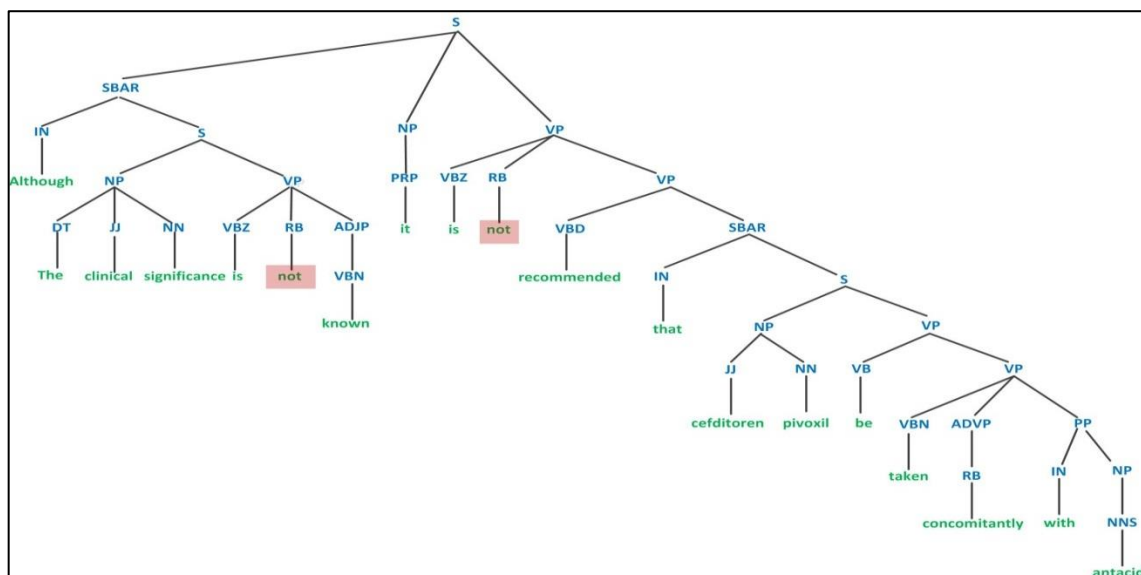 S
SBAR
IN S NP VP
Although NP VP PRP VBZ RB VP
DT JJ NN VBZ RB ADJP it is not VBD SBAR
The clinical significance is not VBN recommended IN S
known that NP VP
JJ NN VB VP
cefditoren pivoxil be VBN ADVP PP
taken RB IN NP
concomitantly with NNS